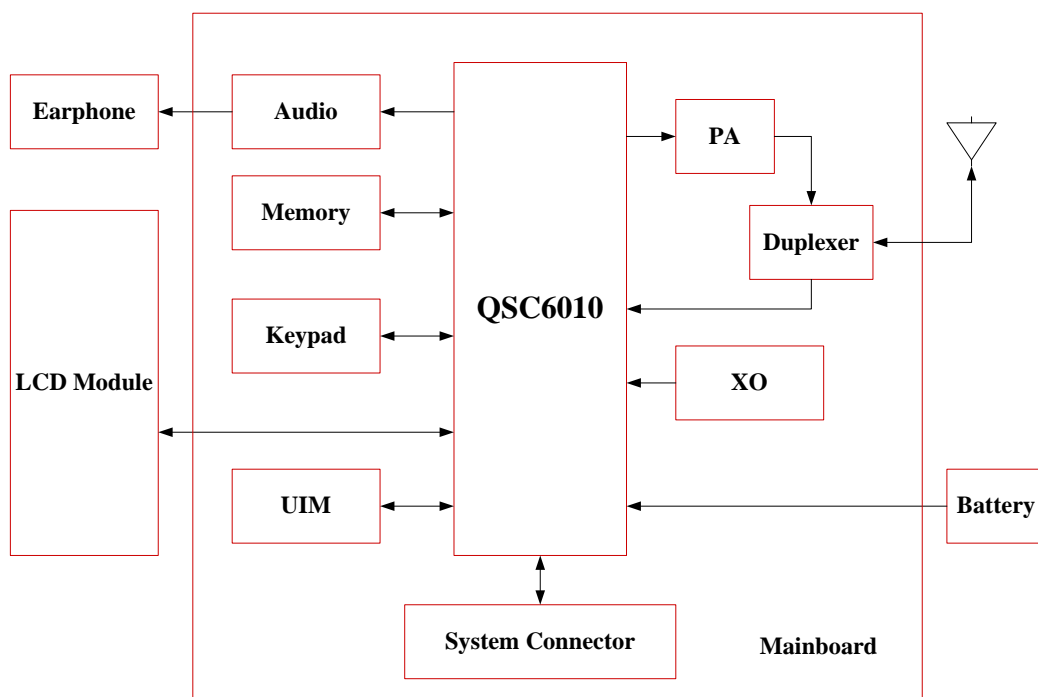 Earphone
Audio
PA
Memory
Duplexer
QSC6010
Keypad
LCD Module
XO
UIM
Battery
System Connector
Mainboard